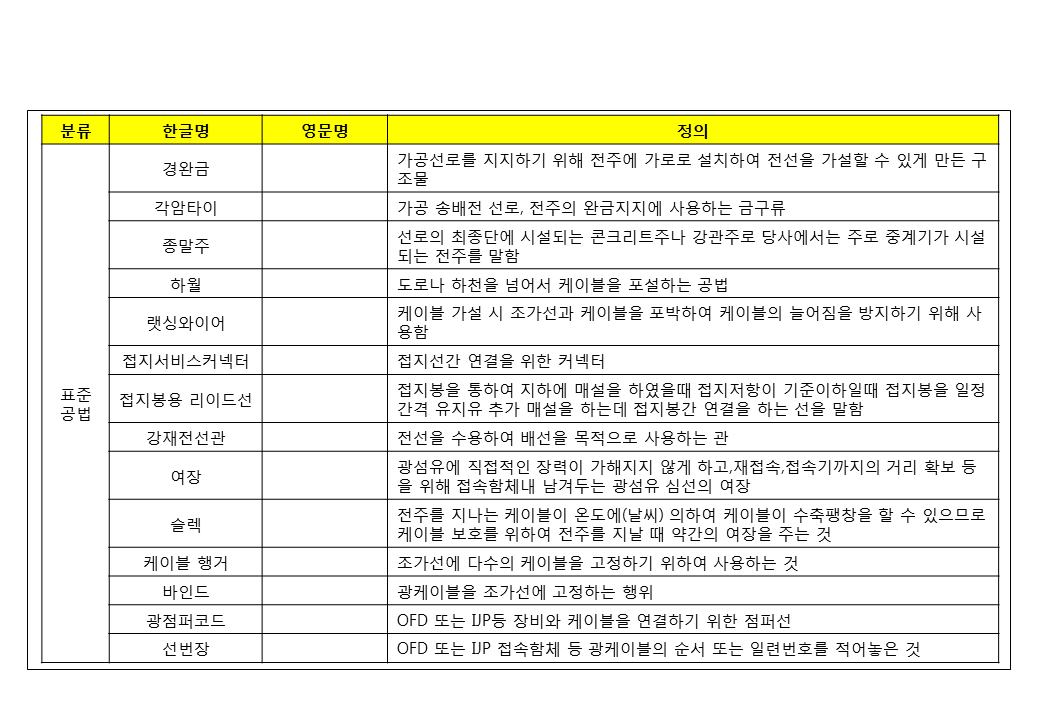 분류 한글명 영문명 정의
표준
공법
경완금 가공선로를 지지하기 위해 전주에 가로로 설치하여 전선을 가설할 수 있게 만든 구
조물
각암타이 가공 송배전 선로, 전주의 완금지지에 사용하는 금구류
종말주 선로의 최종단에 시설되는 콘크리트주나 강관주로 당사에서는 주로 중계기가 시설
되는 전주를 말함
하월 도로나 하천을 넘어서 케이블을 포설하는 공법
랫싱와이어 케이블 가설 시 조가선과 케이블을 포박하여 케이블의 늘어짐을 방지하기 위해 사
용함
접지서비스커넥터 접지선간 연결을 위한 커넥터
접지봉용 리이드선 접지봉을 통하여 지하에 매설을 하였을때 접지저항이 기준이하일때 접지봉을 일정
간격 유지유 추가 매설을 하는데 접지봉간 연결을 하는 선을 말함
강재전선관 전선을 수용하여 배선을 목적으로 사용하는 관
여장 광섬유에 직접적인 장력이 가해지지 않게 하고,재접속,접속기까지의 거리 확보 등
을 위해 접속함체내 남겨두는 광섬유 심선의 여장
슬렉 전주를 지나는 케이블이 온도에(날씨) 의하여 케이블이 수축팽창을 할 수 있으므로
케이블 보호를 위하여 전주를 지날 때 약간의 여장을 주는 것
케이블 행거 조가선에 다수의 케이블을 고정하기 위하여 사용하는 것
바인드 광케이블을 조가선에 고정하는 행위
광점퍼코드 OFD 또는 IJP등 장비와 케이블을 연결하기 위한 점퍼선
선번장 OFD 또는 IJP 접속함체 등 광케이블의 순서 또는 일련번호를 적어놓은 것